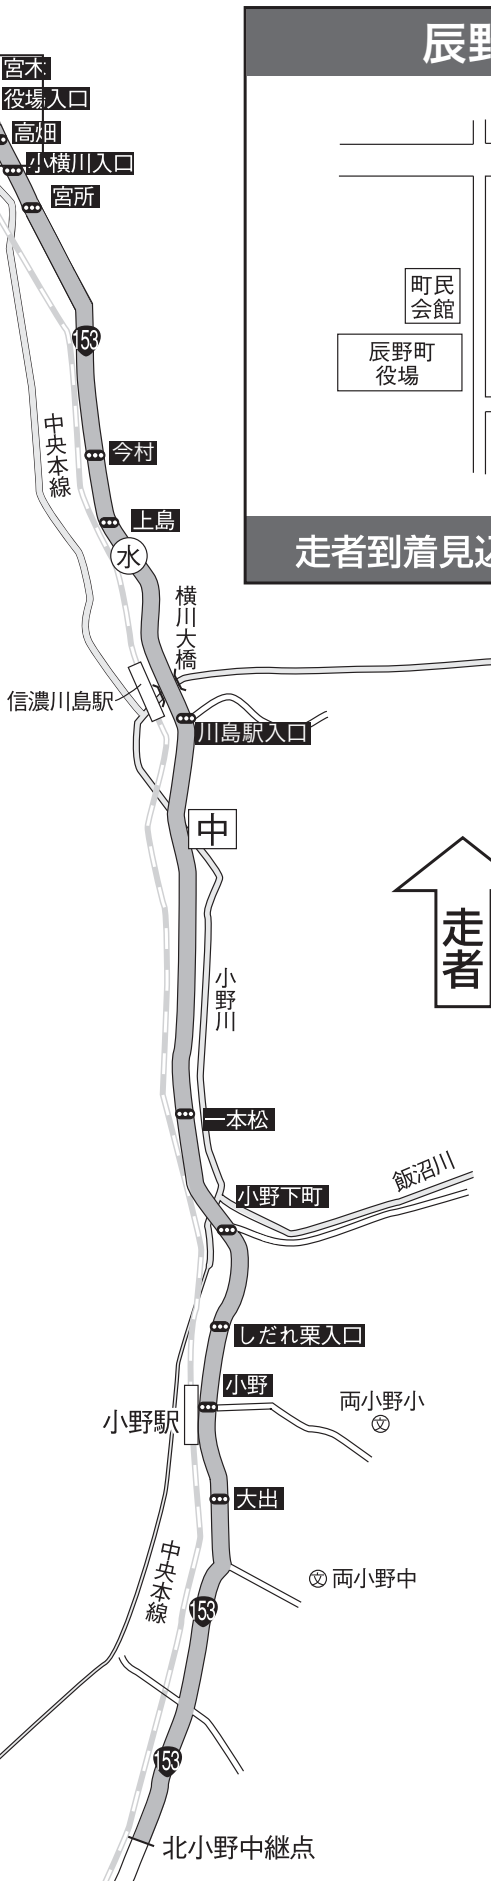 宮木
役場入口
高畑
小横川入口
宮所
辰野
町民
会館
辰野町
役場
走者到着見込
153
中央本線
今村
上島
水
横川大橋
信濃川島駅
川島駅入口
中
走者
小野川
一本松
飯沼川
小野下町
しだれ栗入口
小野
小野駅
両小野小
文
大出
中央本線
文 両小野中
153
153
北小野中継点